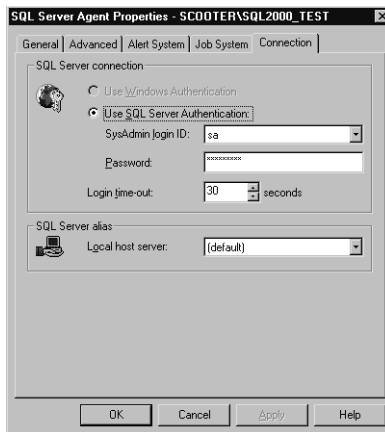 SQL Server Agent Properties - SCOOTER\SQL2000_TEST
General Advanced Alert System Job System Connection
SQL Server connection
Use Windows Authentication
Use SQL Server Authentication:
SysAdmin login ID: sa
Password: xxxxxxxxx
Login time-out: 30 seconds
SQL Server alias
Local host server: (default)
OK Cancel Apply Help